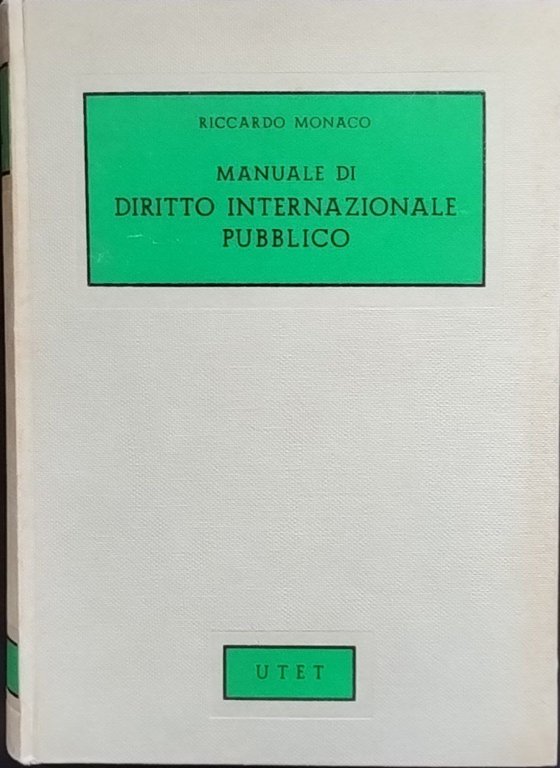 RICCARDO MONACO
MANUALE DI
DIRITTO INTERNAZIONALE
PUBBLICO
UTET